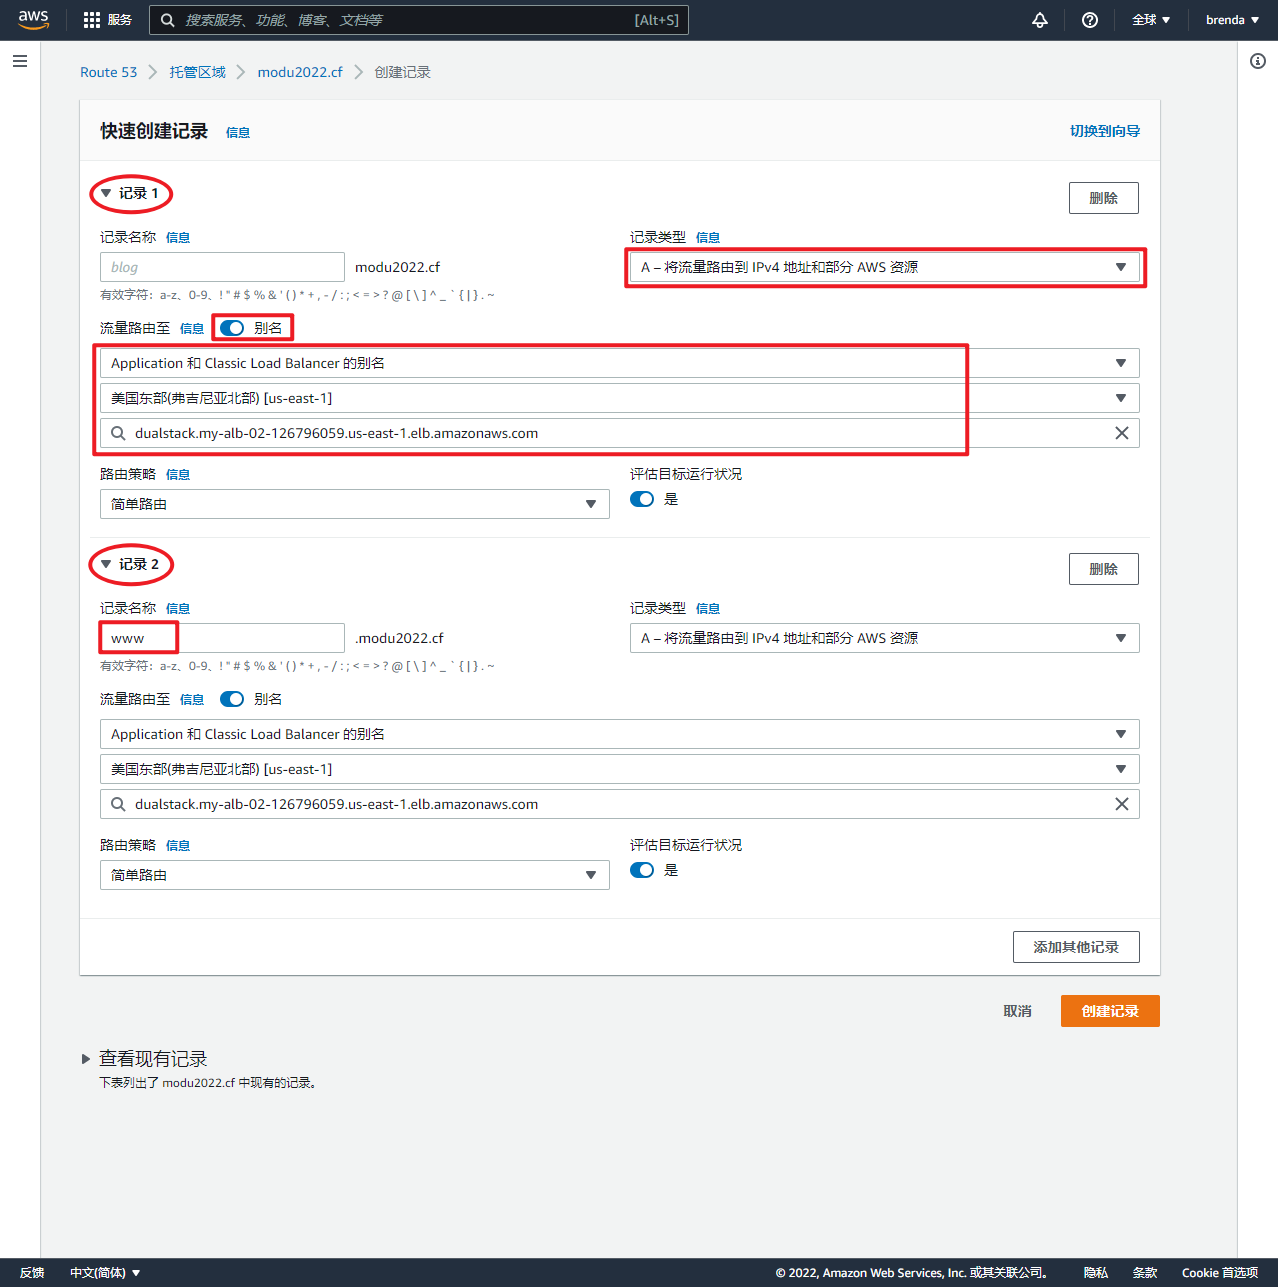 aws 服务 搜索服务、功能、博客、文档等 [Alt+S] 全球 brenda
Route 53 托管区域 modu2022.cf 创建记录
快速创建记录 信息 切换到向导
记录 1
删除
记录名称 信息 记录类型 信息
blog modu2022.cf A – 将流量路由到 IPv4 地址和部分 AWS 资源
有效字符：a-z、0-9、! " # $ % & ' ( ) * + , - / : ; < = > ? @ [ \ ] ^ _ ` { | } . ~
流量路由至 信息 别名
Application 和 Classic Load Balancer 的别名
美国东部(弗吉尼亚北部) [us-east-1]
dualstack.my-alb-02-126796059.us-east-1.elb.amazonaws.com
路由策略 信息 评估目标运行状况
简单路由 是
记录 2
删除
记录名称 信息 记录类型 信息
www .modu2022.cf A – 将流量路由到 IPv4 地址和部分 AWS 资源
有效字符：a-z、0-9、! " # $ % & ' ( ) * + , - / : ; < = > ? @ [ \ ] ^ _ ` { | } . ~
流量路由至 信息 别名
Application 和 Classic Load Balancer 的别名
美国东部(弗吉尼亚北部) [us-east-1]
dualstack.my-alb-02-126796059.us-east-1.elb.amazonaws.com
路由策略 信息 评估目标运行状况
简单路由 是
添加其他记录
取消 创建记录
查看现有记录
下表列出了 modu2022.cf 中现有的记录。
反馈 中文(简体) © 2022, Amazon Web Services, Inc. 或其关联公司。 隐私 条款 Cookie 首选项